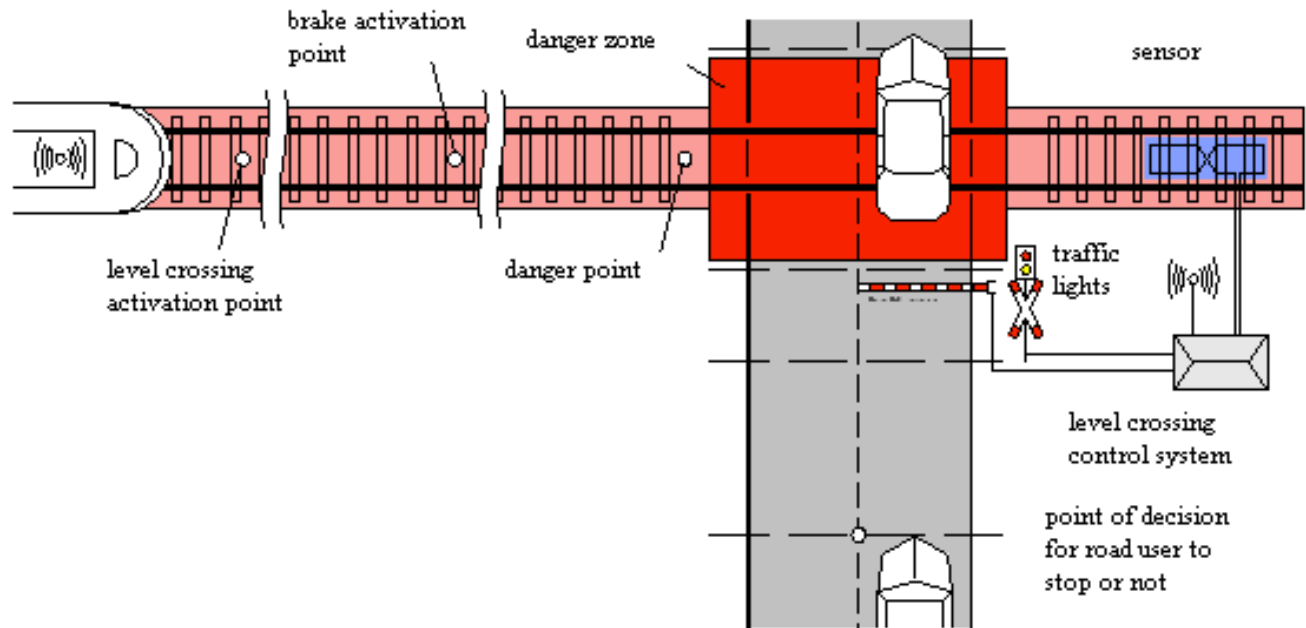 brake activation
point
danger zone
sensor
level crossing
activation point
danger point
traffic
lights
level crossing
control system
point of decision
for road user to
stop or not